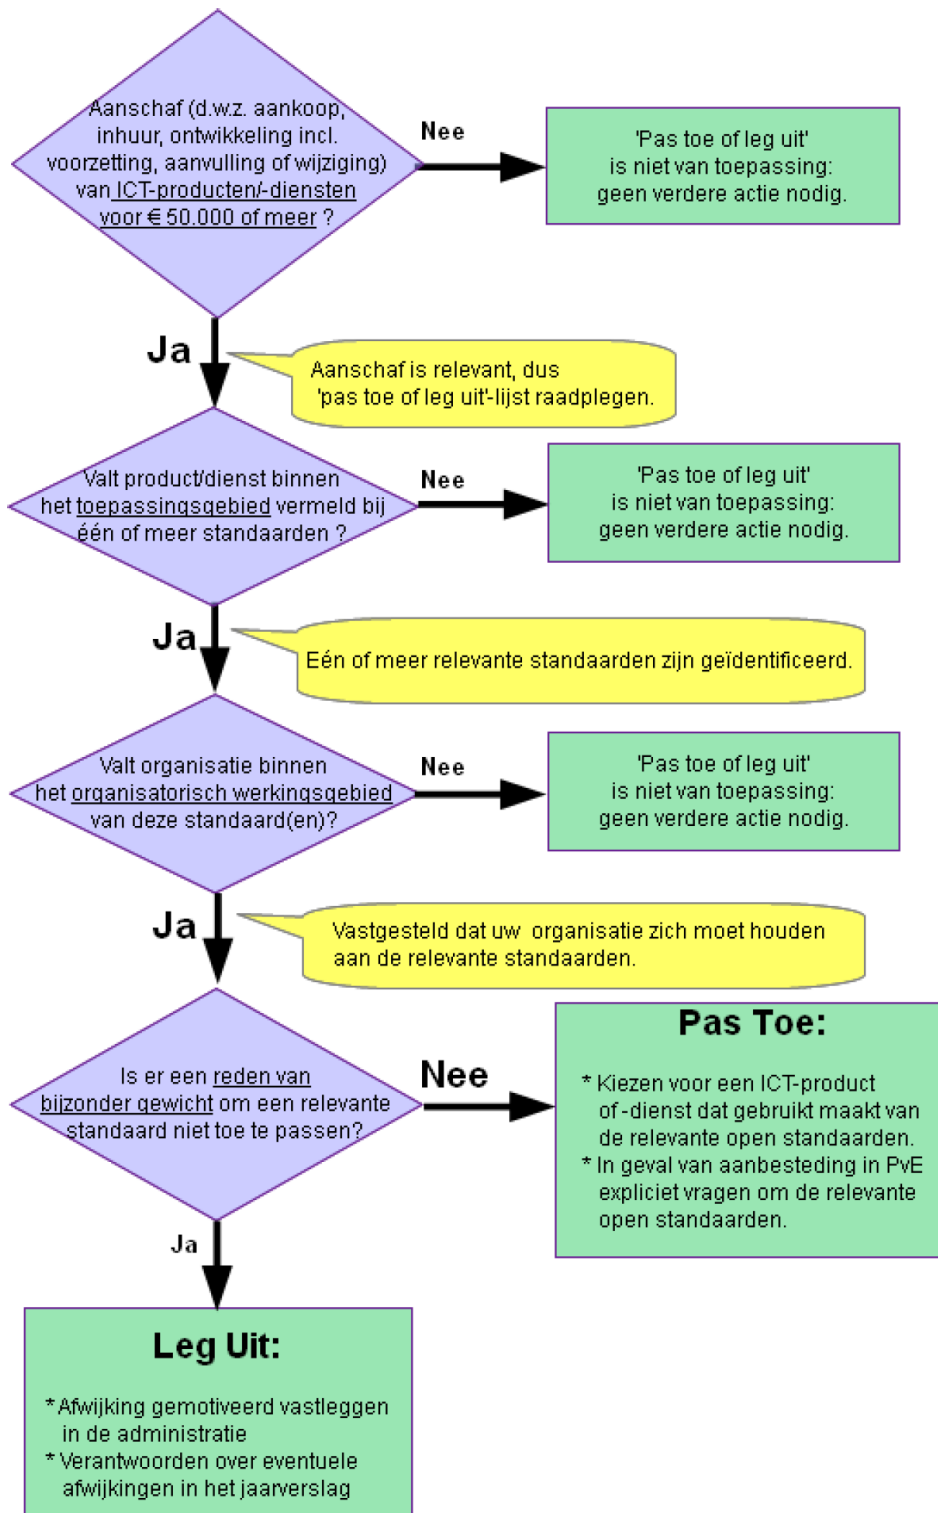 Aanschaf (d.w.z. aankoop,
inhuur, ontwikkeling incl.
voorzetting, aanvulling of wijziging)
van ICT-producten/-diensten
voor € 50.000 of meer ?
Nee
'Pas toe of leg uit'
is niet van toepassing:
geen verdere actie nodig.
Ja
Aanschaf is relevant, dus
'pas toe of leg uit'-lijst raadplegen.
Valt product/dienst binnen
het toepassingsgebied vermeld bij
één of meer standaarden ?
Nee
'Pas toe of leg uit'
is niet van toepassing:
geen verdere actie nodig.
Ja
Eén of meer relevante standaarden zijn geïdentificeerd.
Valt organisatie binnen
het organisatorisch werkingsgebied
van deze standaard(en)?
Nee
'Pas toe of leg uit'
is niet van toepassing:
geen verdere actie nodig.
Ja
Vastgesteld dat uw organisatie zich moet houden
aan de relevante standaarden.
Is er een reden van
bijzonder gewicht om een relevante
standaard niet toe te passen?
Nee
Pas Toe:
* Kiezen voor een ICT-product
of -dienst dat gebruikt maakt van
de relevante open standaarden.
* In geval van aanbesteding in PvE
expliciet vragen om de relevante
open standaarden.
Ja
Leg Uit:
* Afwijking gemotiveerd vastleggen
in de administratie
* Verantwoorden over eventuele
afwijkingen in het jaarverslag